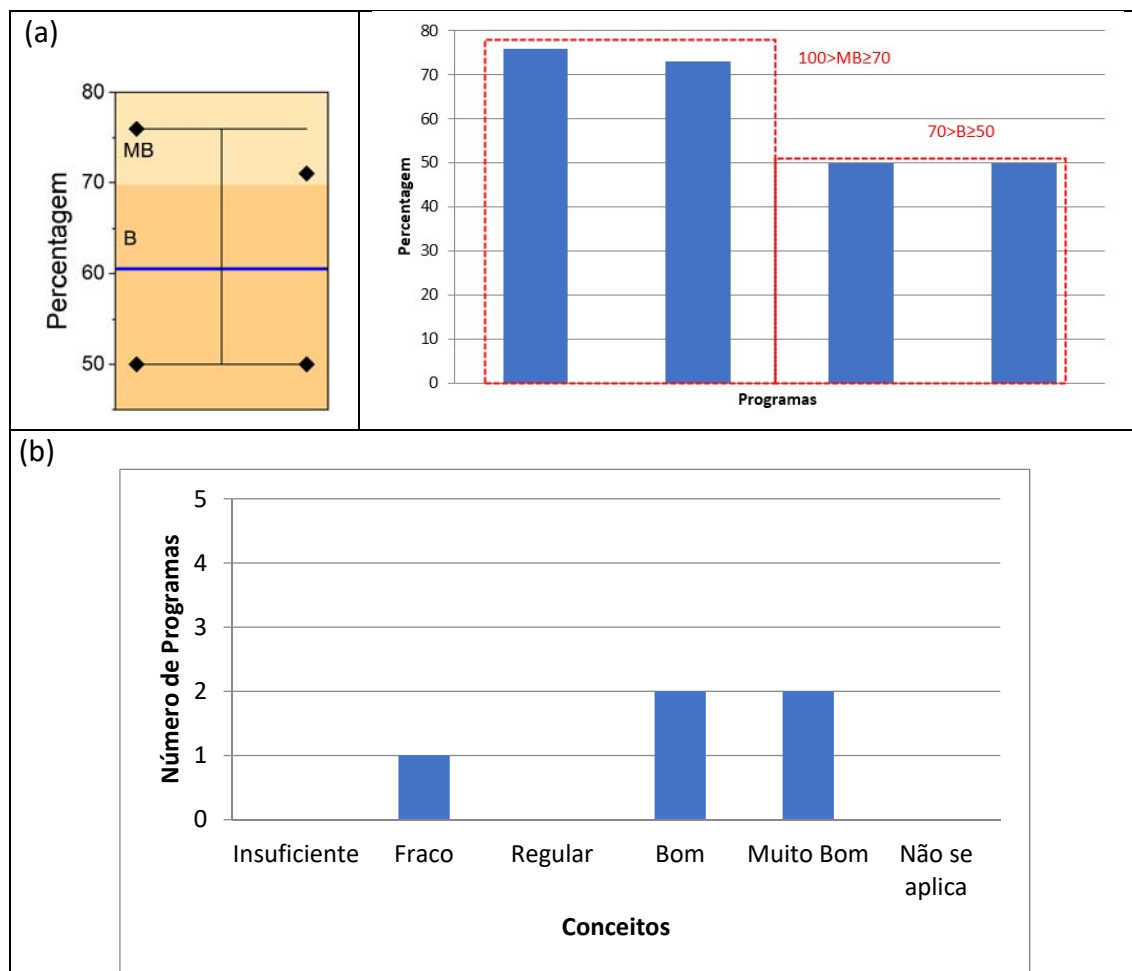 (a)
Percentagem
80
70
60
50
MB
B
Percentagem
80
70
60
50
40
30
20
10
0
100>MB≥70
70>B≥50
Programas
(b)
Número de Programas
5
4
3
2
1
0
Insuficiente Fraco Regular Bom Muito Bom Não se
aplica
Conceitos